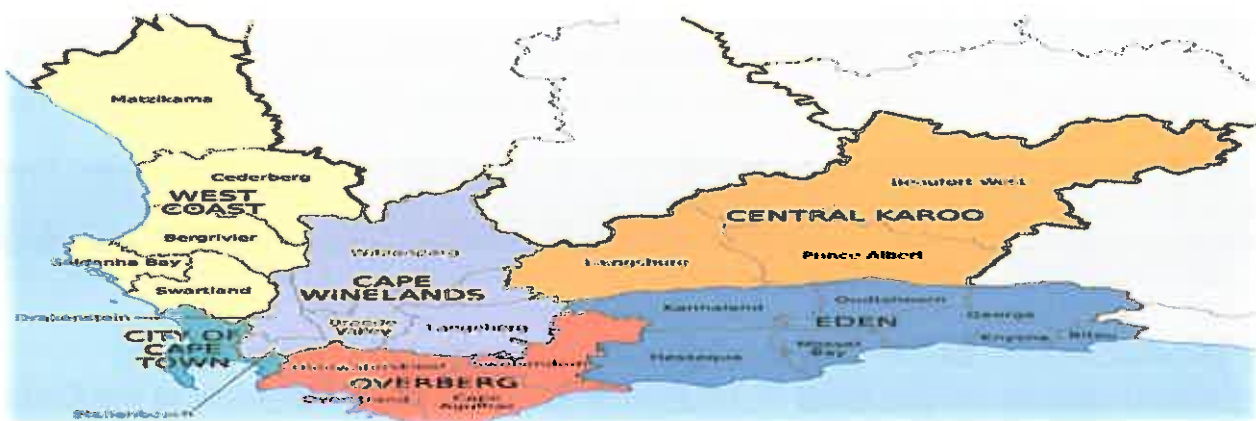 Matzikama
Cederberg
WEST
COAST
Bergrivier
Saldanha Bay
Swartland
Drakenstein
CITY OF
CAPE
TOWN
Stellenbosch
Witzenberg
CAPE
WINELANDS
Breede
Valley
Langeberg
OVERBERG
Overstrand
Cape
Agulhas
CENTRAL KAROO
Beaufort West
Prince Albert
Kannaland
Oudtshoorn
EDEN
George
Hessequa
Mossel
Bay
Knysna
Bitou